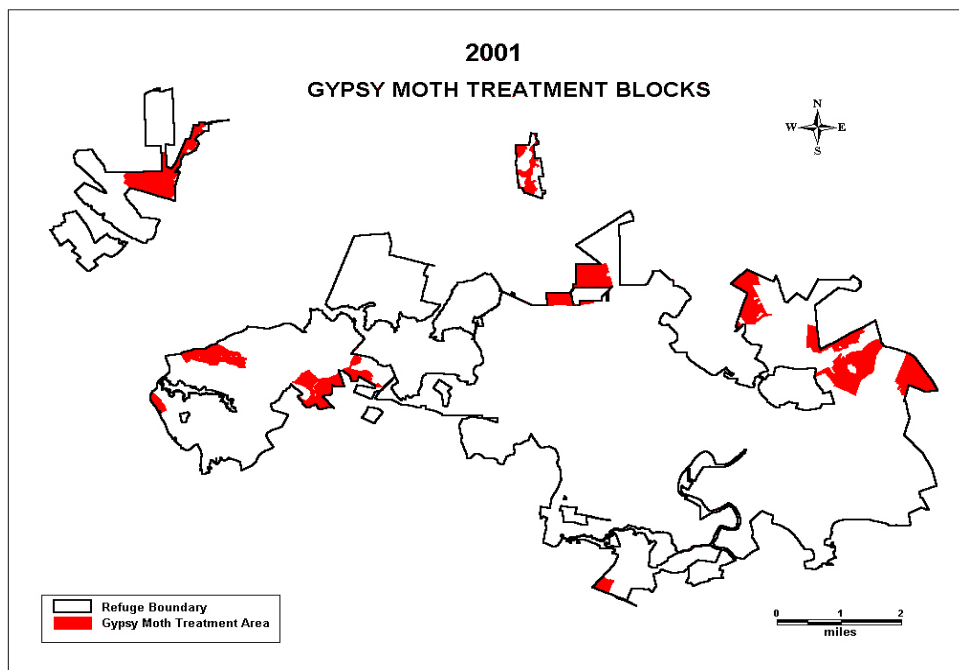 2001
GYPSY MOTH TREATMENT BLOCKS
N
W E
S
Refuge Boundary
Gypsy Moth Treatment Area
0 1 2
miles